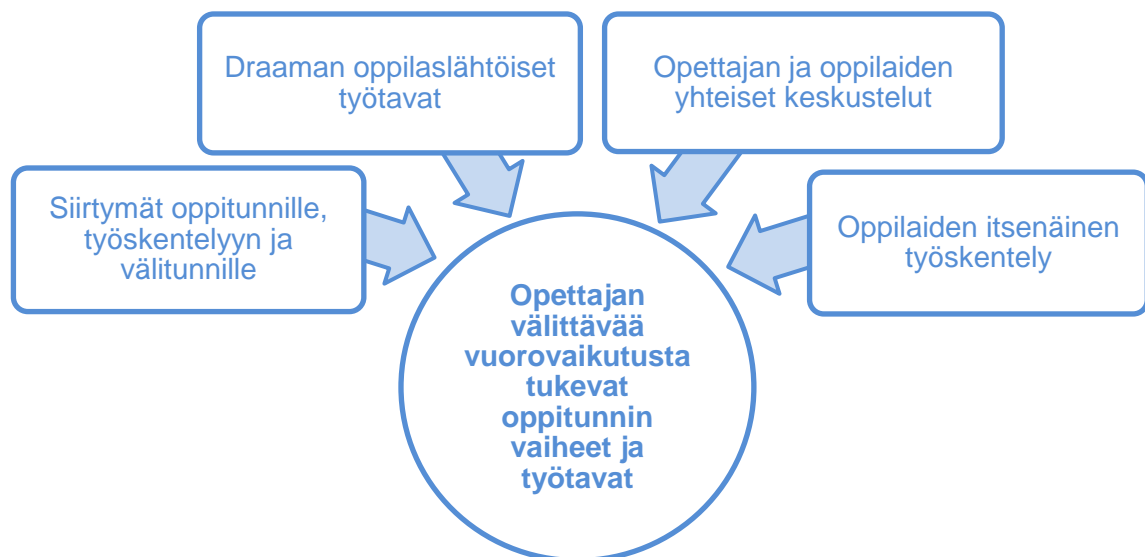 Draaman oppilaslähtöiset
työtavat
Opettajan ja oppilaiden
yhteiset keskustelut
Siirtymät oppitunnille,
työskentelyyn ja
välitunnille
Oppilaiden itsenäinen
työskentely
Opettajan
välittävää
vuorovaikutusta
tukevat
oppitunnin
vaiheet ja
työtavat